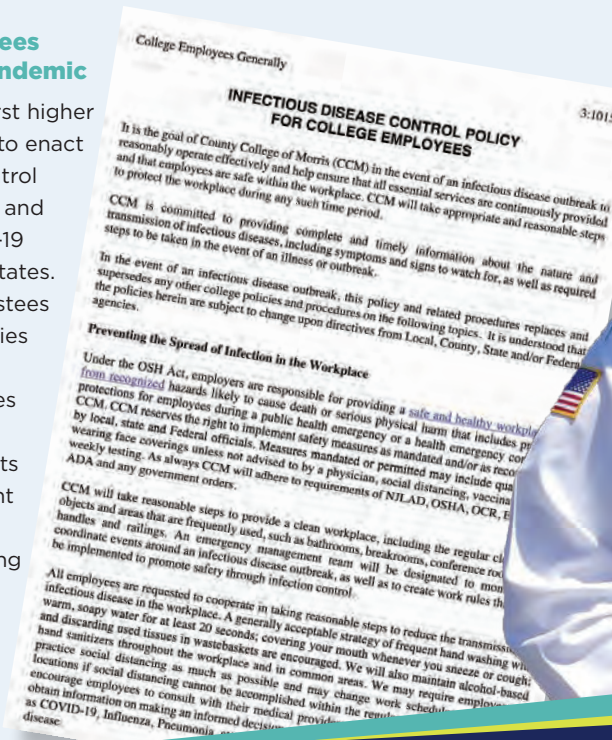 ees
ndemic
rst higher
to enact
trol
and
-19
tates.
stees
ies
es
ts
nt
ng
College Employees Generally
3:1015
INFECTIOUS DISEASE CONTROL POLICY
FOR COLLEGE EMPLOYEES
It is the goal of County College of Morris (CCM) in the event of an infectious disease outbreak to
reasonably operate effectively and help ensure that all essential services are continuously provided
and that employees are safe within the workplace. CCM will take appropriate and reasonable steps
to protect the workplace during any such time period.
CCM is committed to providing complete and timely information about the nature and
transmission of infectious diseases, including symptoms and signs to watch for, as well as required
steps to be taken in the event of an illness or outbreak.
In the event of an infectious disease outbreak, this policy and related procedures replaces and
supersedes any other college policies and procedures on the following topics. It is understood that
the policies herein are subject to change upon directives from Local, County, State and/or Federal
agencies.
Preventing the Spread of Infection in the Workplace
Under the OSH Act, employers are responsible for providing a safe and healthy workpla
from recognized hazards likely to cause death or serious physical harm that includes pr
protections for employees during a public health emergency or a health emergency con
CCM. CCM reserves the right to implement safety measures as mandated and/or as reco
by local, state and Federal officials. Measures mandated or permitted may include qua
wearing face coverings unless not advised to by a physician, social distancing, vaccina
weekly testing. As always CCM will adhere to requirements of NJLAD, OSHA, OCR, E
ADA and any government orders.
CCM will take reasonable steps to provide a clean workplace, including the regular cl
objects and areas that are frequently used, such as bathrooms, breakrooms, conference roo
handles and railings. An emergency management team will be designated to mon
coordinate events around an infectious disease outbreak, as well as to create work rules th
be implemented to promote safety through infection control.
All employees are requested to cooperate in taking reasonable steps to reduce the transmissi
infectious disease in the workplace. A generally acceptable strategy of frequent hand washing wi
warm, soapy water for at least 20 seconds; covering your mouth whenever you sneeze or cough;
and discarding used tissues in wastebaskets are encouraged. We will also maintain alcohol-based
hand sanitizers throughout the workplace and in common areas. We may require employe
practice social distancing as much as possible and may change work schedul
locations if social distancing cannot be accomplished within the regul
encourage employees to consult with their medical provide
obtain information on making an informed decision
as COVID-19, Influenza, Pneumonia
disease.